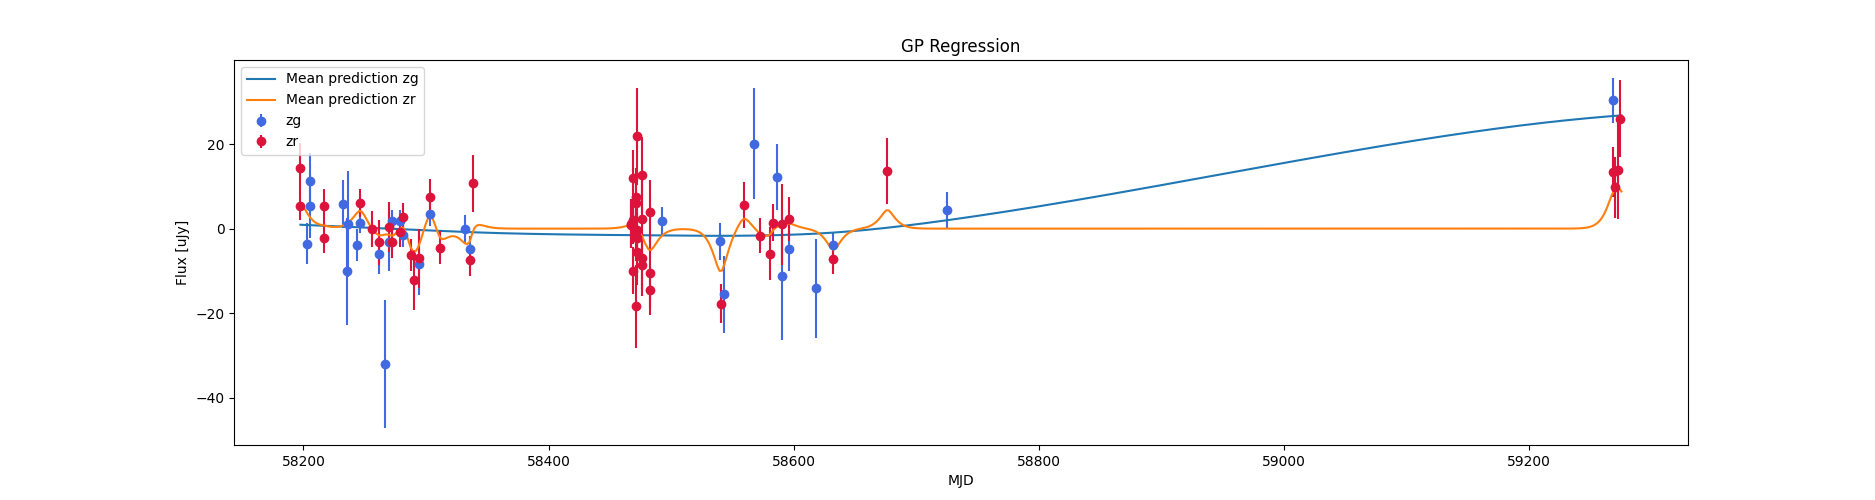 GP Regression
Mean prediction zg
Mean prediction zr
zg
zr
Flux [uJy]
20
0
−20
−40
58200 58400 58600 58800 59000 59200
MJD